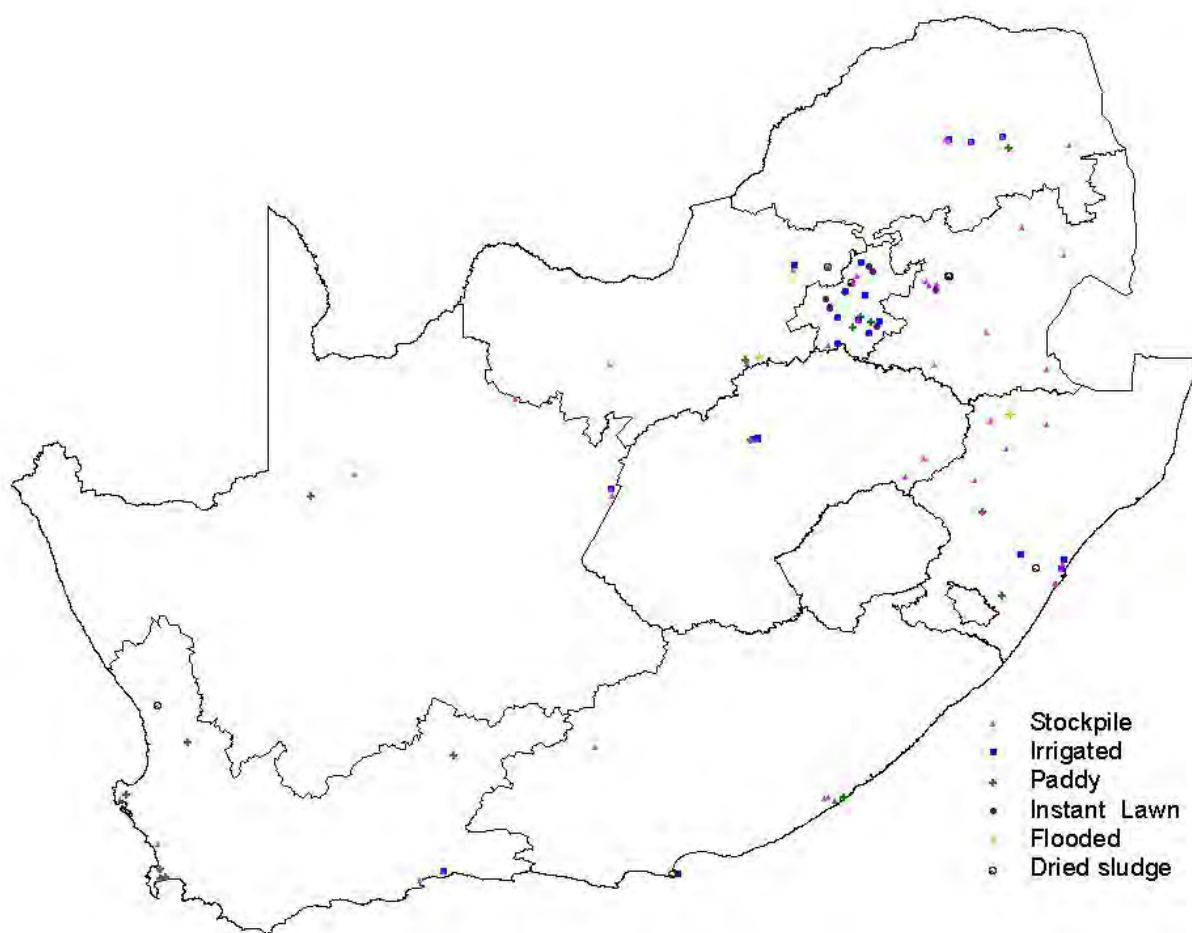 Stockpile
Irrigated
Paddy
Instant Lawn
Flooded
Dried sludge